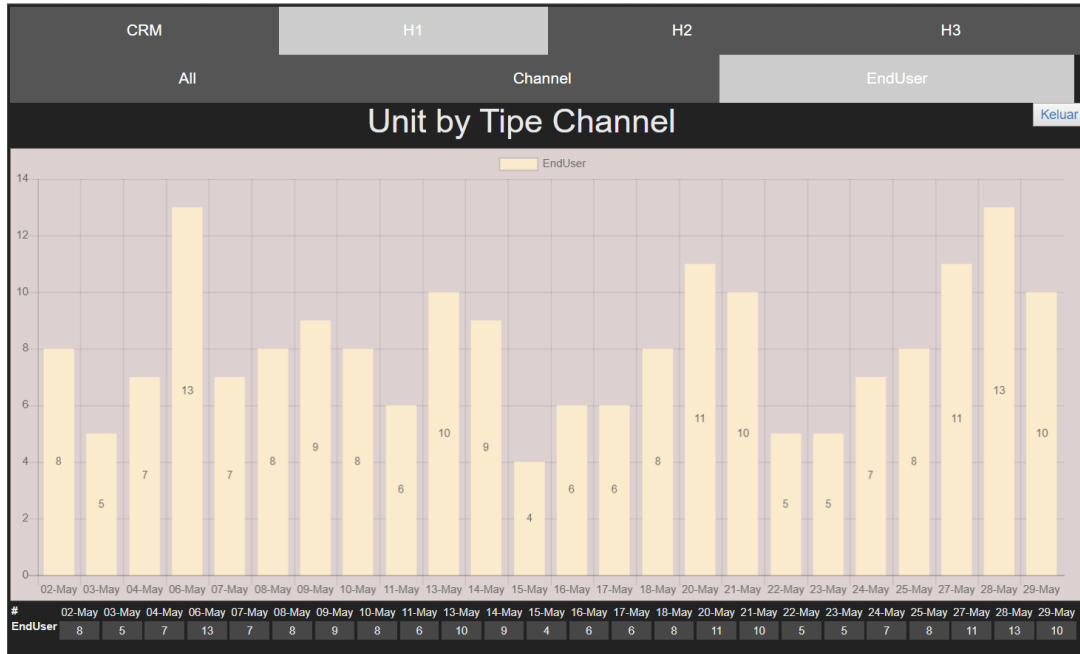 CRM H1 H2 H3
All Channel EndUser
Unit by Tipe Channel
Keluar
EndUser
14
12
10
8
6
4
2
0
8 5 7 13 7 8 9 8 6 10 9 4 6 6 8 11 10 5 5 7 8 11 13 10
02-May 03-May 04-May 06-May 07-May 08-May 09-May 10-May 11-May 13-May 14-May 15-May 16-May 17-May 18-May 20-May 21-May 22-May 23-May 24-May 25-May 27-May 28-May 29-May
# 02-May 03-May 04-May 06-May 07-May 08-May 09-May 10-May 11-May 13-May 14-May 15-May 16-May 17-May 18-May 20-May 21-May 22-May 23-May 24-May 25-May 27-May 28-May 29-May
EndUser 8 5 7 13 7 8 9 8 6 10 9 4 6 6 8 11 10 5 5 7 8 11 13 10